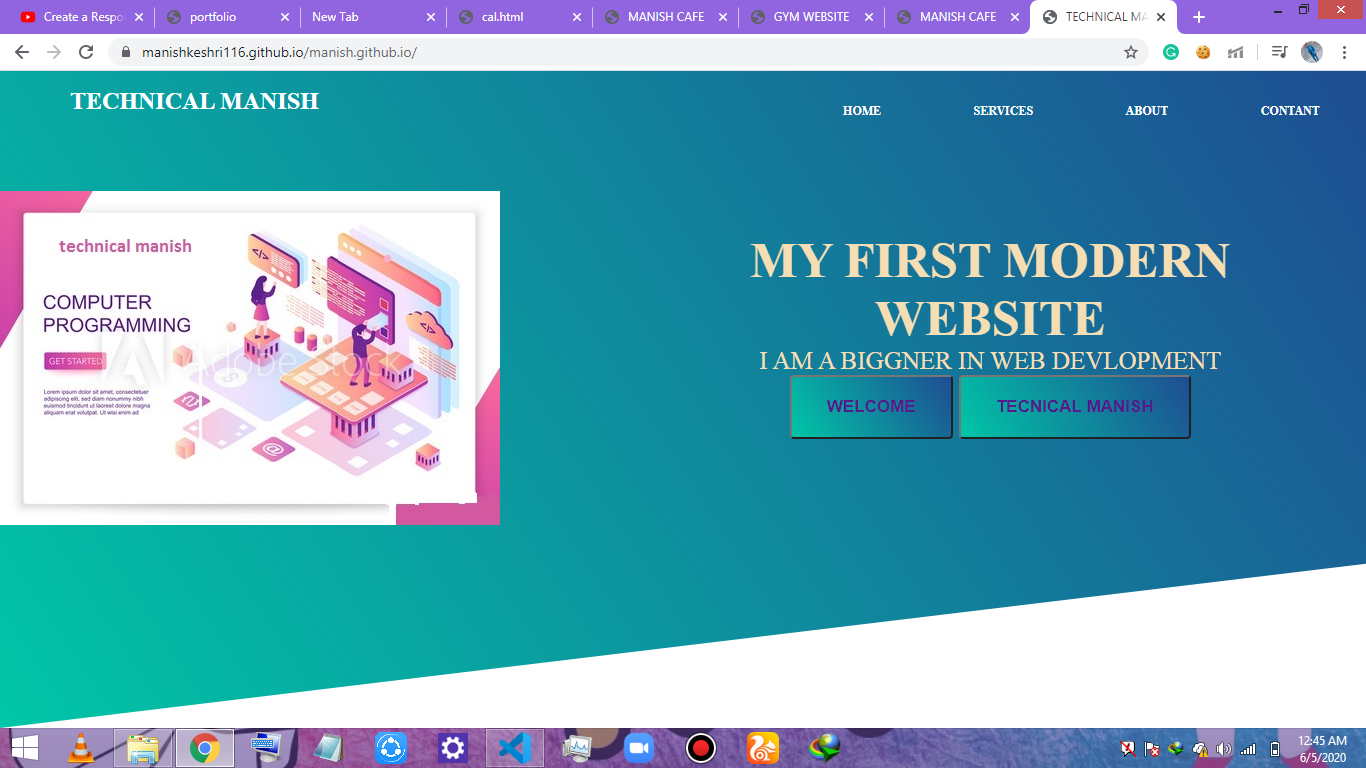 Create a Respo
portfolio
New Tab
cal.html
MANISH CAFE
GYM WEBSITE
MANISH CAFE
TECHNICAL MA
manishkeshri116.github.io/manish.github.io/
TECHNICAL MANISH
HOME
SERVICES
ABOUT
CONTANT
technical manish
COMPUTER
PROGRAMMING
GET STARTED
Lorem ipsum dolor sit amet, consectetuer
adipiscing elit, sed diam nonummy nibh
euismod tincidunt ut laoreet dolore magna
aliquam erat volutpat. Ut wisi enim ad
Adobe Stock
MY FIRST MODERN
WEBSITE
I AM A BIGGNER IN WEB DEVLOPMENT
WELCOME
TECNICAL MANISH
12:45 AM
6/5/2020